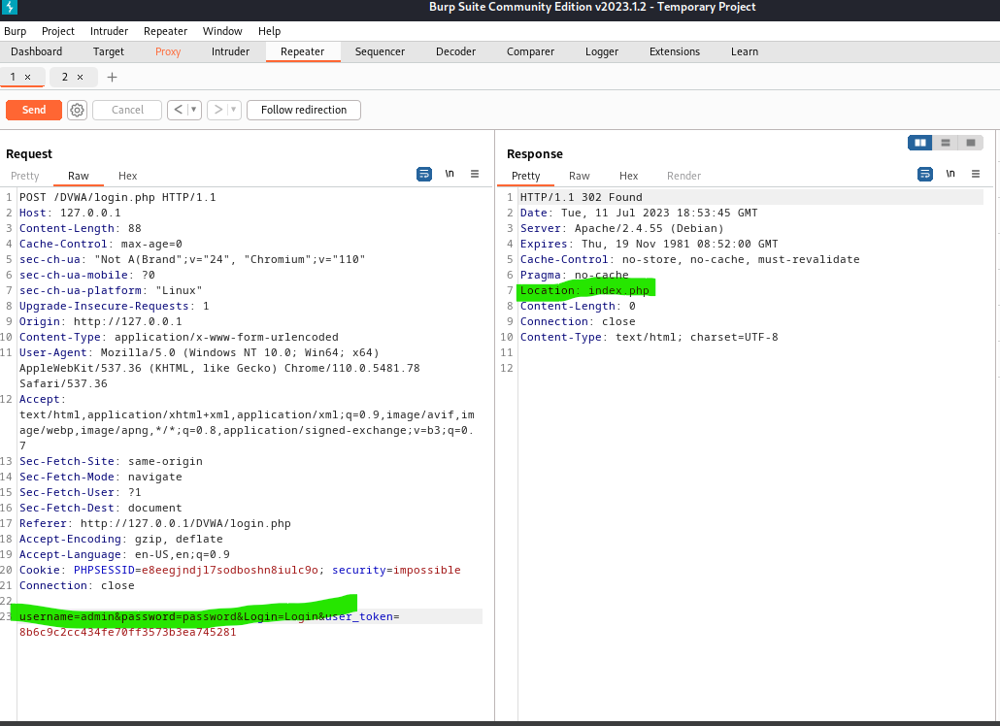 Burp Suite Community Edition v2023.1.2 - Temporary Project
Burp Project Intruder Repeater Window Help
Dashboard Target Proxy Intruder Repeater Sequencer Decoder Comparer Logger Extensions Learn
1 × 2 × +
Send Cancel < > Follow redirection
Request
Pretty Raw Hex \n
1 POST /DVWA/login.php HTTP/1.1
2 Host: 127.0.0.1
3 Content-Length: 88
4 Cache-Control: max-age=0
5 sec-ch-ua: "Not A(Brand";v="24", "Chromium";v="110"
6 sec-ch-ua-mobile: ?0
7 sec-ch-ua-platform: "Linux"
8 Upgrade-Insecure-Requests: 1
9 Origin: http://127.0.0.1
10 Content-Type: application/x-www-form-urlencoded
11 User-Agent: Mozilla/5.0 (Windows NT 10.0; Win64; x64)
AppleWebKit/537.36 (KHTML, like Gecko) Chrome/110.0.5481.78
Safari/537.36
12 Accept:
text/html,application/xhtml+xml,application/xml;q=0.9,image/avif,im
age/webp,image/apng,*/*;q=0.8,application/signed-exchange;v=b3;q=0.
7
13 Sec-Fetch-Site: same-origin
14 Sec-Fetch-Mode: navigate
15 Sec-Fetch-User: ?1
16 Sec-Fetch-Dest: document
17 Referer: http://127.0.0.1/DVWA/login.php
18 Accept-Encoding: gzip, deflate
19 Accept-Language: en-US,en;q=0.9
20 Cookie: PHPSESSID=e8eegjndjl7sodboshn8iulc9o; security=impossible
21 Connection: close
22
23 username=admin&password=password&Login=Login&user_token=
8b6c9c2cc434fe70ff3573b3ea745281
Response
Pretty Raw Hex Render \n
1 HTTP/1.1 302 Found
2 Date: Tue, 11 Jul 2023 18:53:45 GMT
3 Server: Apache/2.4.55 (Debian)
4 Expires: Thu, 19 Nov 1981 08:52:00 GMT
5 Cache-Control: no-store, no-cache, must-revalidate
6 Pragma: no-cache
7 Location: index.php
8 Content-Length: 0
9 Connection: close
10 Content-Type: text/html; charset=UTF-8
11
12